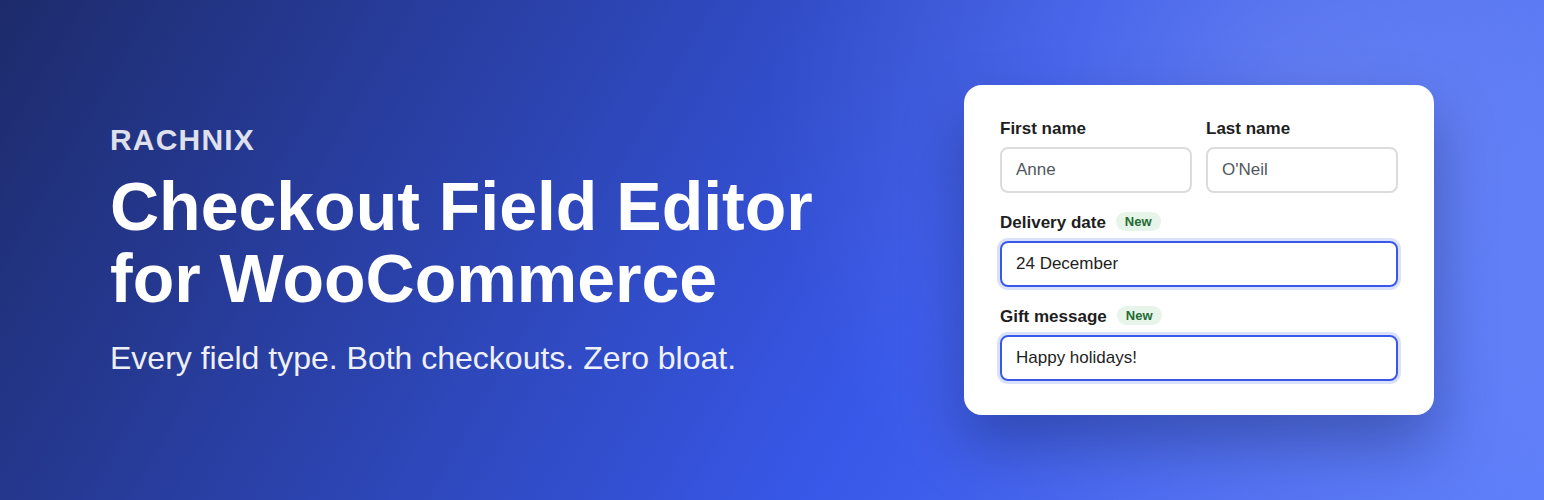 RACHNIX
Checkout Field Editor
for WooCommerce
Every field type. Both checkouts. Zero bloat.
First name
Last name
Anne
O'Neil
Delivery date New
24 December
Gift message New
Happy holidays!